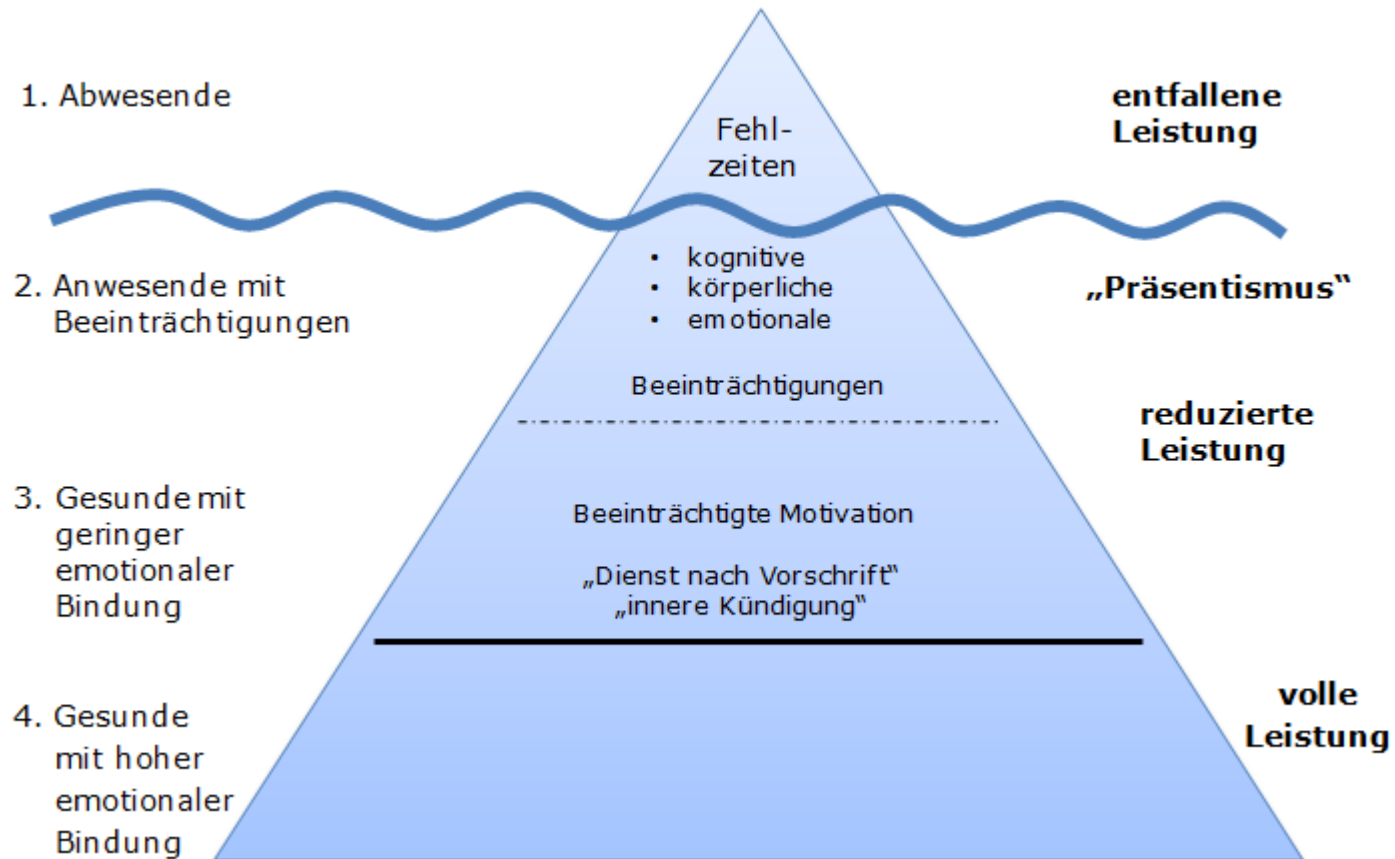 1. Abwesende
entfallene
Leistung
Fehl-
zeiten
2. Anwesende mit
Beeinträchtigungen
• kognitive
• körperliche
• emotionale
„Präsentismus“
Beeinträchtigungen
reduzierte
Leistung
3. Gesunde mit
geringer
emotionaler
Bindung
Beeinträchtigte Motivation
„Dienst nach Vorschrift“
„innere Kündigung“
4. Gesunde
mit hoher
emotionaler
Bindung
volle
Leistung